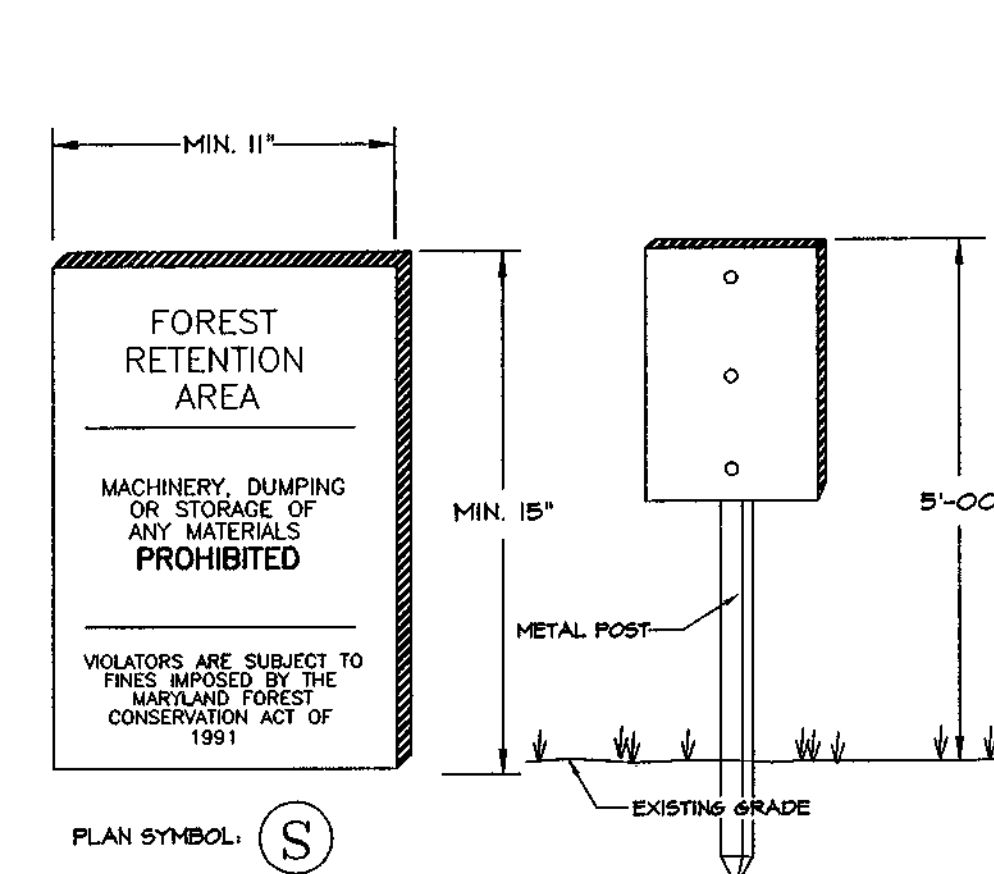 MIN. 11"
FOREST
RETENTION
AREA
MACHINERY, DUMPING
OR STORAGE OF
ANY MATERIALS
PROHIBITED
VIOLATORS ARE SUBJECT TO
FINES IMPOSED BY THE
MARYLAND FOREST
CONSERVATION ACT OF
1991
MIN. 15"
PLAN SYMBOL: S
METAL POST
EXISTING GRADE
5'-00